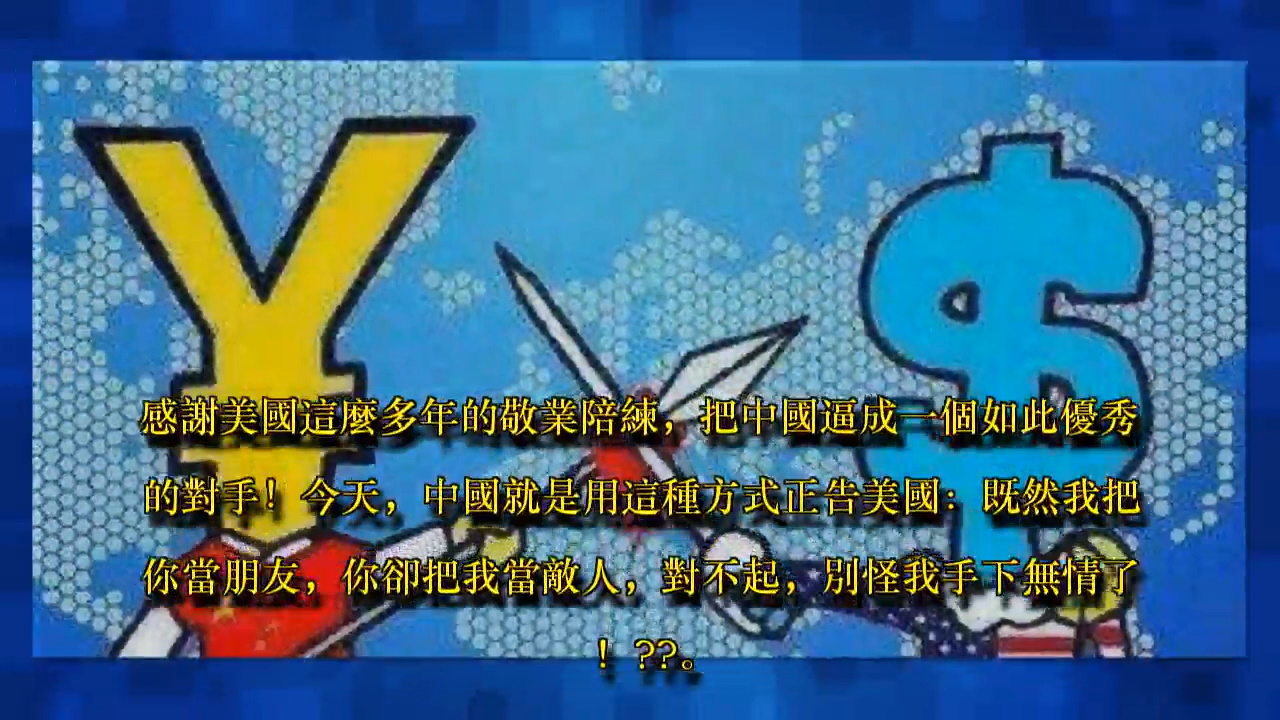 感謝美國這麼多年的敬業陪練，把中國逼成一個如此優秀
的對手！今天，中國就是用這種方式正告美國：既然我把
你當朋友，你卻把我當敵人，對不起，別怪我手下無情了
！??。